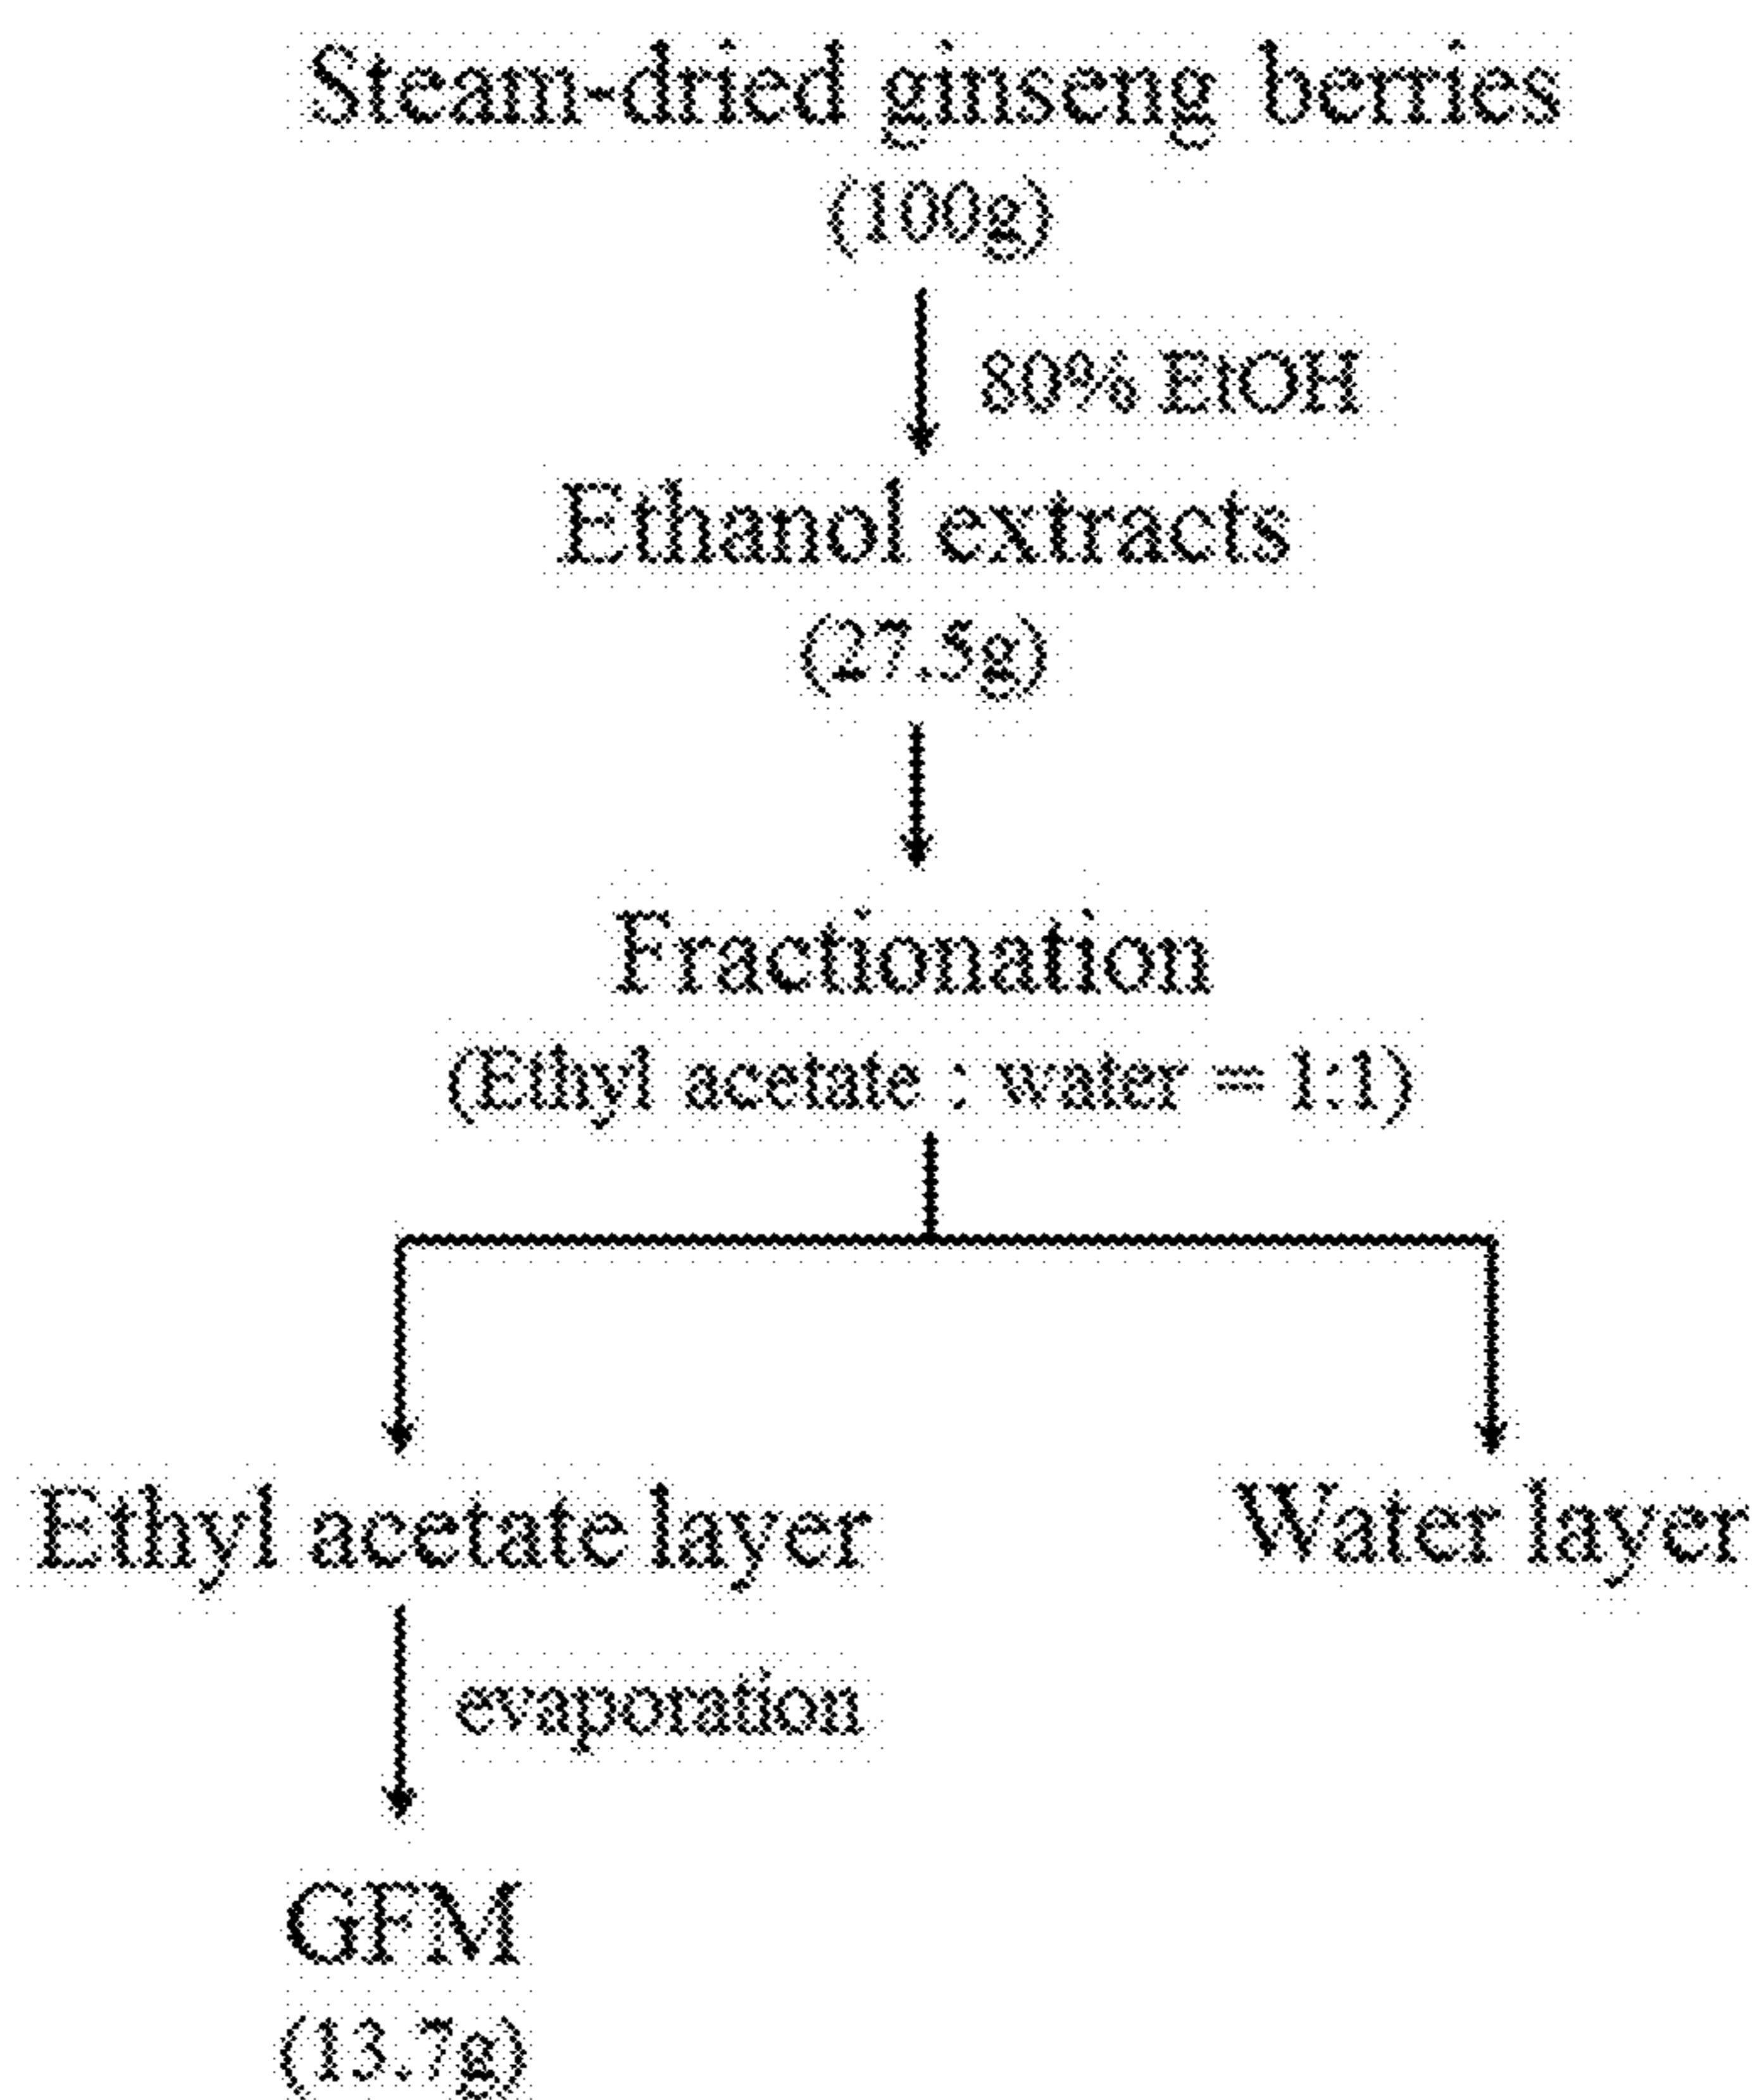 Steam-dried ginseng berries
(100g)
80% EtOH
Ethanol extracts
(27.5g)
Fractionation
(Ethyl acetate : water = 1:1)
Ethyl acetate layer
Water layer
evaporation
GFM
(13.7g)